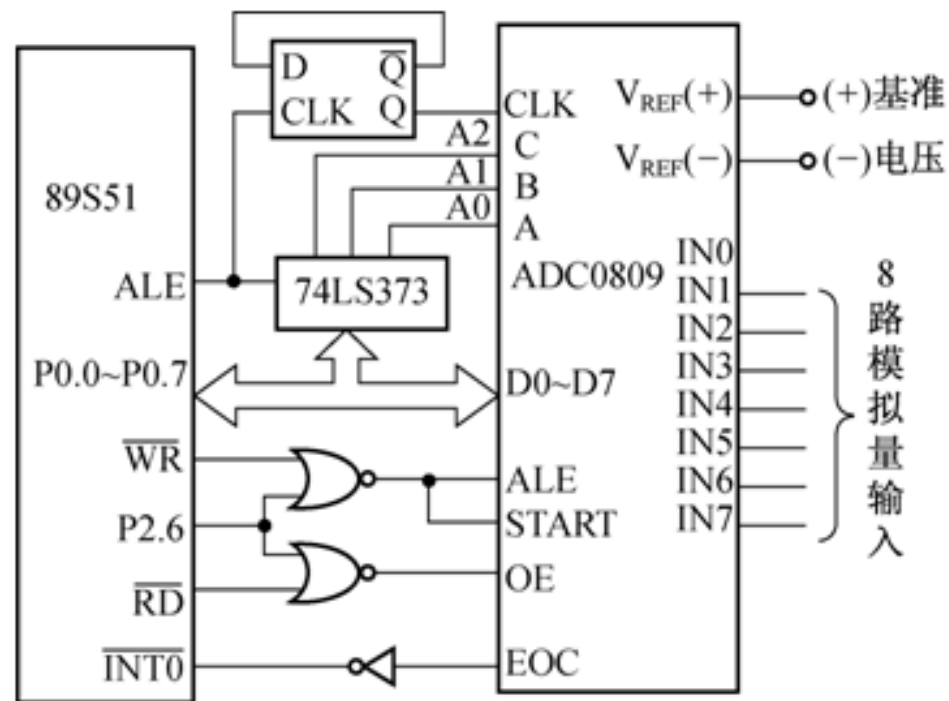 89S51
ALE
P0.0~P0.7
W̅R̅
P2.6
R̅D̅
I̅N̅T̅0̅
D
Q̅
CLK
Q
A2
A1
A0
74LS373
CLK
C
B
A
ADC0809
D0~D7
ALE
START
OE
EOC
V_REF(+)
V_REF(−)
IN0
IN1
IN2
IN3
IN4
IN5
IN6
IN7
(+)基准
(−)电压
8路模拟量输入